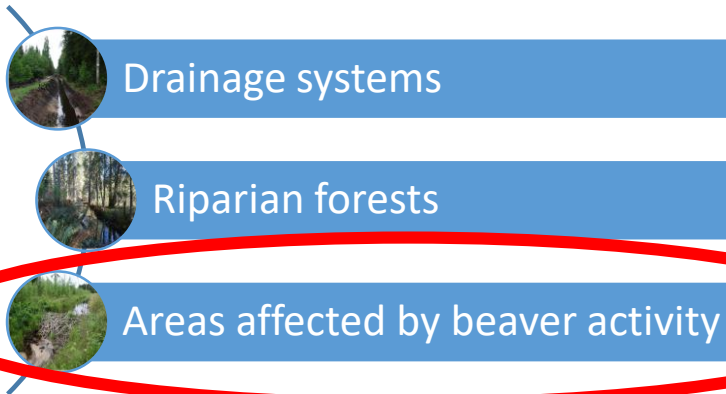 Drainage systems
Riparian forests
Areas affected by beaver activity